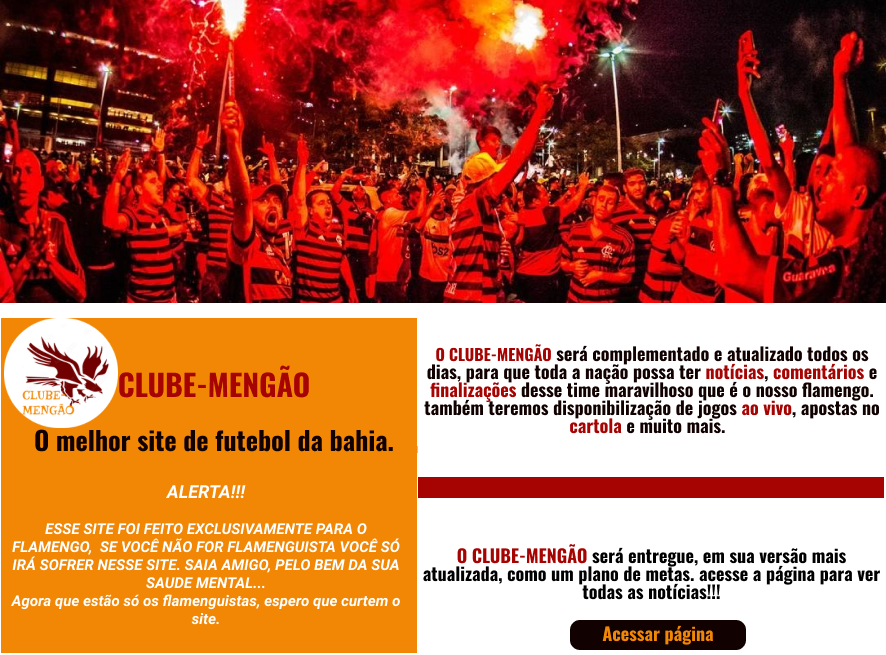 bs2
Guaravea
CLUBE-
MENGÃO
CLUBE-MENGÃO
O melhor site de futebol da bahia.
ALERTA!!!
ESSE SITE FOI FEITO EXCLUSIVAMENTE PARA O
FLAMENGO, SE VOCÊ NÃO FOR FLAMENGUISTA VOCÊ SÓ
IRÁ SOFRER NESSE SITE. SAIA AMIGO, PELO BEM DA SUA
SAUDE MENTAL...
Agora que estão só os flamenguistas, espero que curtem o
site.
O CLUBE-MENGÃO será complementado e atualizado todos os
dias, para que toda a nação possa ter notícias, comentários e
finalizações desse time maravilhoso que é o nosso flamengo.
também teremos disponibilização de jogos ao vivo, apostas no
cartola e muito mais.
O CLUBE-MENGÃO será entregue, em sua versão mais
atualizada, como um plano de metas. acesse a página para ver
todas as notícias!!!
Acessar página